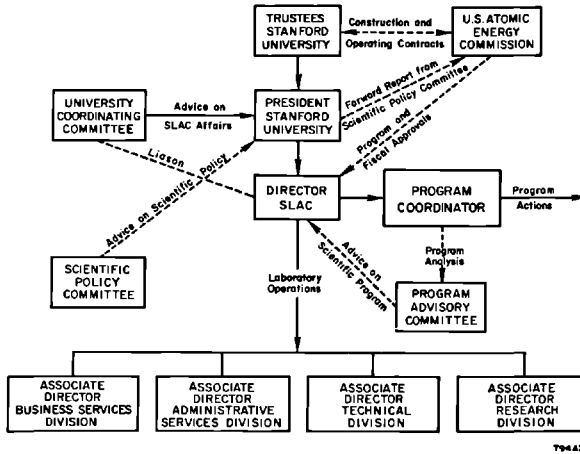 TRUSTEES
STANFORD
UNIVERSITY
Construction and
Operating Contracts
U.S. ATOMIC
ENERGY
COMMISSION
UNIVERSITY
COORDINATING
COMMITTEE
Advice on
SLAC Affairs
PRESIDENT
STANFORD
UNIVERSITY
Forward Report from
Scientific Policy Committee
Program and
Fiscal Approvals
Liason
Advice on Scientific Policy
DIRECTOR
SLAC
PROGRAM
COORDINATOR
Program
Actions
SCIENTIFIC
POLICY
COMMITTEE
Laboratory
Operations
Advice on
Scientific Program
Program
Analysis
PROGRAM
ADVISORY
COMMITTEE
ASSOCIATE
DIRECTOR
BUSINESS SERVICES
DIVISION
ASSOCIATE
DIRECTOR
ADMINISTRATIVE
SERVICES DIVISION
ASSOCIATE
DIRECTOR
TECHNICAL
DIVISION
ASSOCIATE
DIRECTOR
RESEARCH
DIVISION